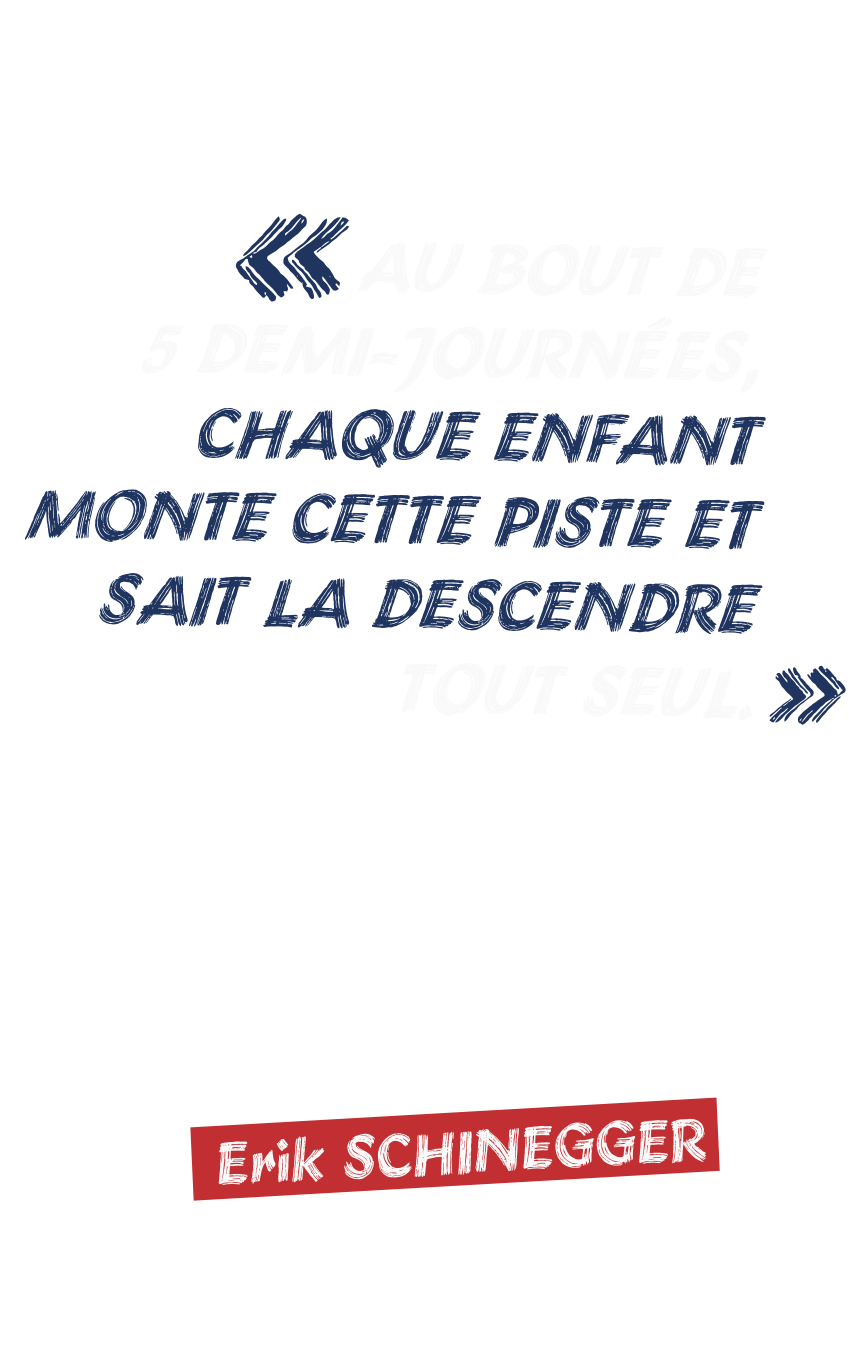 « AU BOUT DE
5 DEMI-JOURNÉES,
CHAQUE ENFANT
MONTE CETTE PISTE ET
SAIT LA DESCENDRE
TOUT SEUL. »
Erik SCHINEGGER